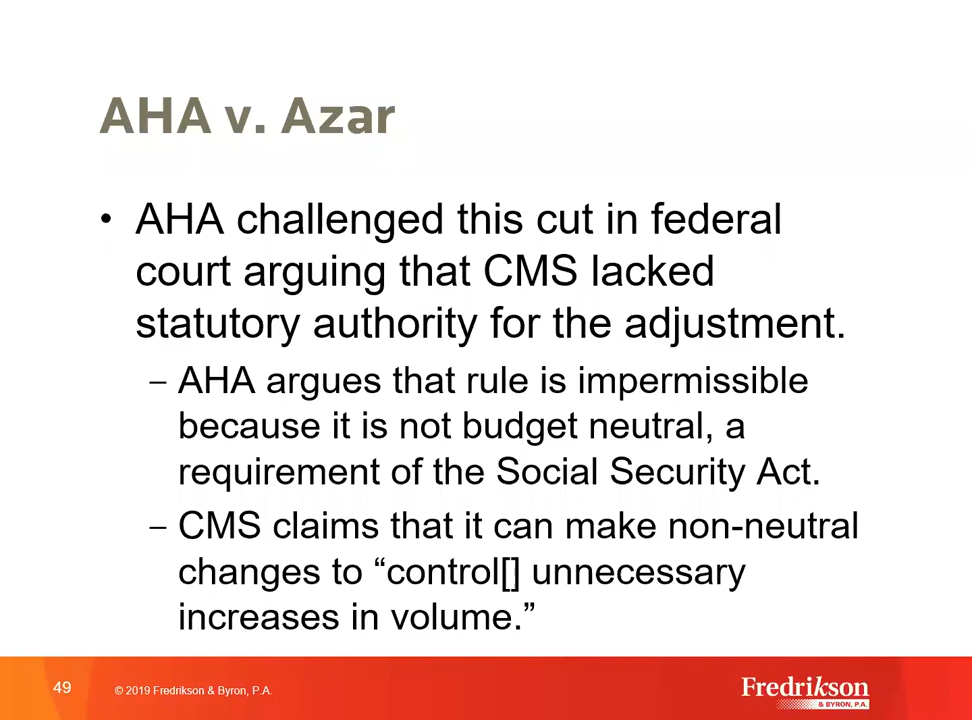 AHA v. Azar
• AHA challenged this cut in federal
court arguing that CMS lacked
statutory authority for the adjustment.
– AHA argues that rule is impermissible
because it is not budget neutral, a
requirement of the Social Security Act.
– CMS claims that it can make non-neutral
changes to “control[] unnecessary
increases in volume.”
49
© 2019 Fredrikson & Byron, P.A.
Fredrikson
& BYRON, P.A.